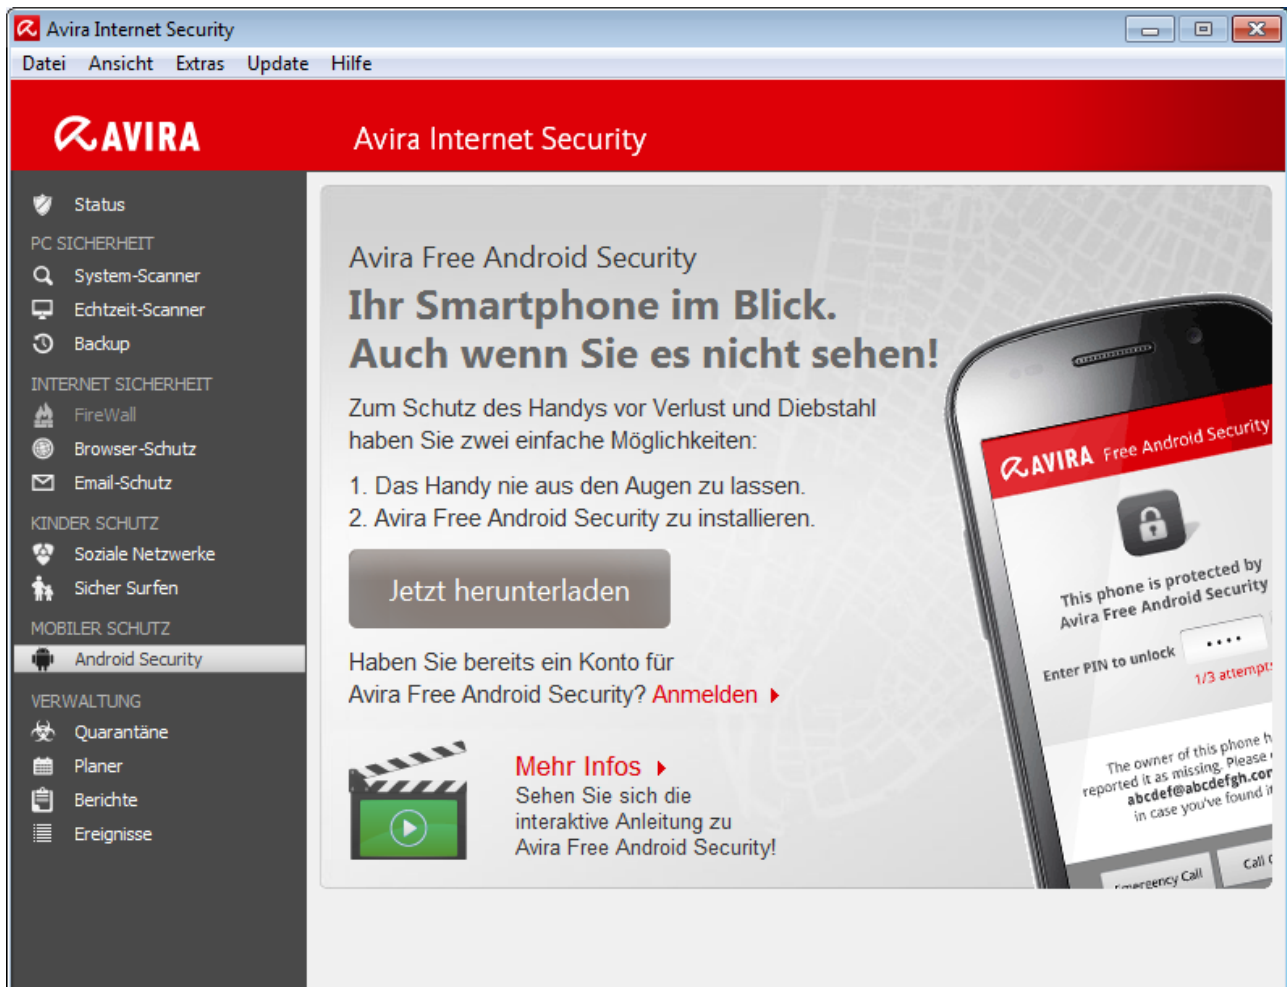 Avira Internet Security
Datei Ansicht Extras Update Hilfe
AVIRA
Avira Internet Security
Status
PC SICHERHEIT
System-Scanner
Echtzeit-Scanner
Backup
INTERNET SICHERHEIT
FireWall
Browser-Schutz
Email-Schutz
KINDER SCHUTZ
Soziale Netzwerke
Sicher Surfen
MOBILER SCHUTZ
Android Security
VERWALTUNG
Quarantäne
Planer
Berichte
Ereignisse
Avira Free Android Security
Ihr Smartphone im Blick.
Auch wenn Sie es nicht sehen!
Zum Schutz des Handys vor Verlust und Diebstahl
haben Sie zwei einfache Möglichkeiten:
1. Das Handy nie aus den Augen zu lassen.
2. Avira Free Android Security zu installieren.
Jetzt herunterladen
Haben Sie bereits ein Konto für
Avira Free Android Security? Anmelden
Mehr Infos
Sehen Sie sich die
interaktive Anleitung zu
Avira Free Android Security!
AVIRA Free Android Security
This phone is protected by
Avira Free Android Security
Enter PIN to unlock
1/3 attempts
The owner of this phone
reported it as missing. Please
abcdef@abcdefgh.com
in case you've found it
Emergency Call
Call